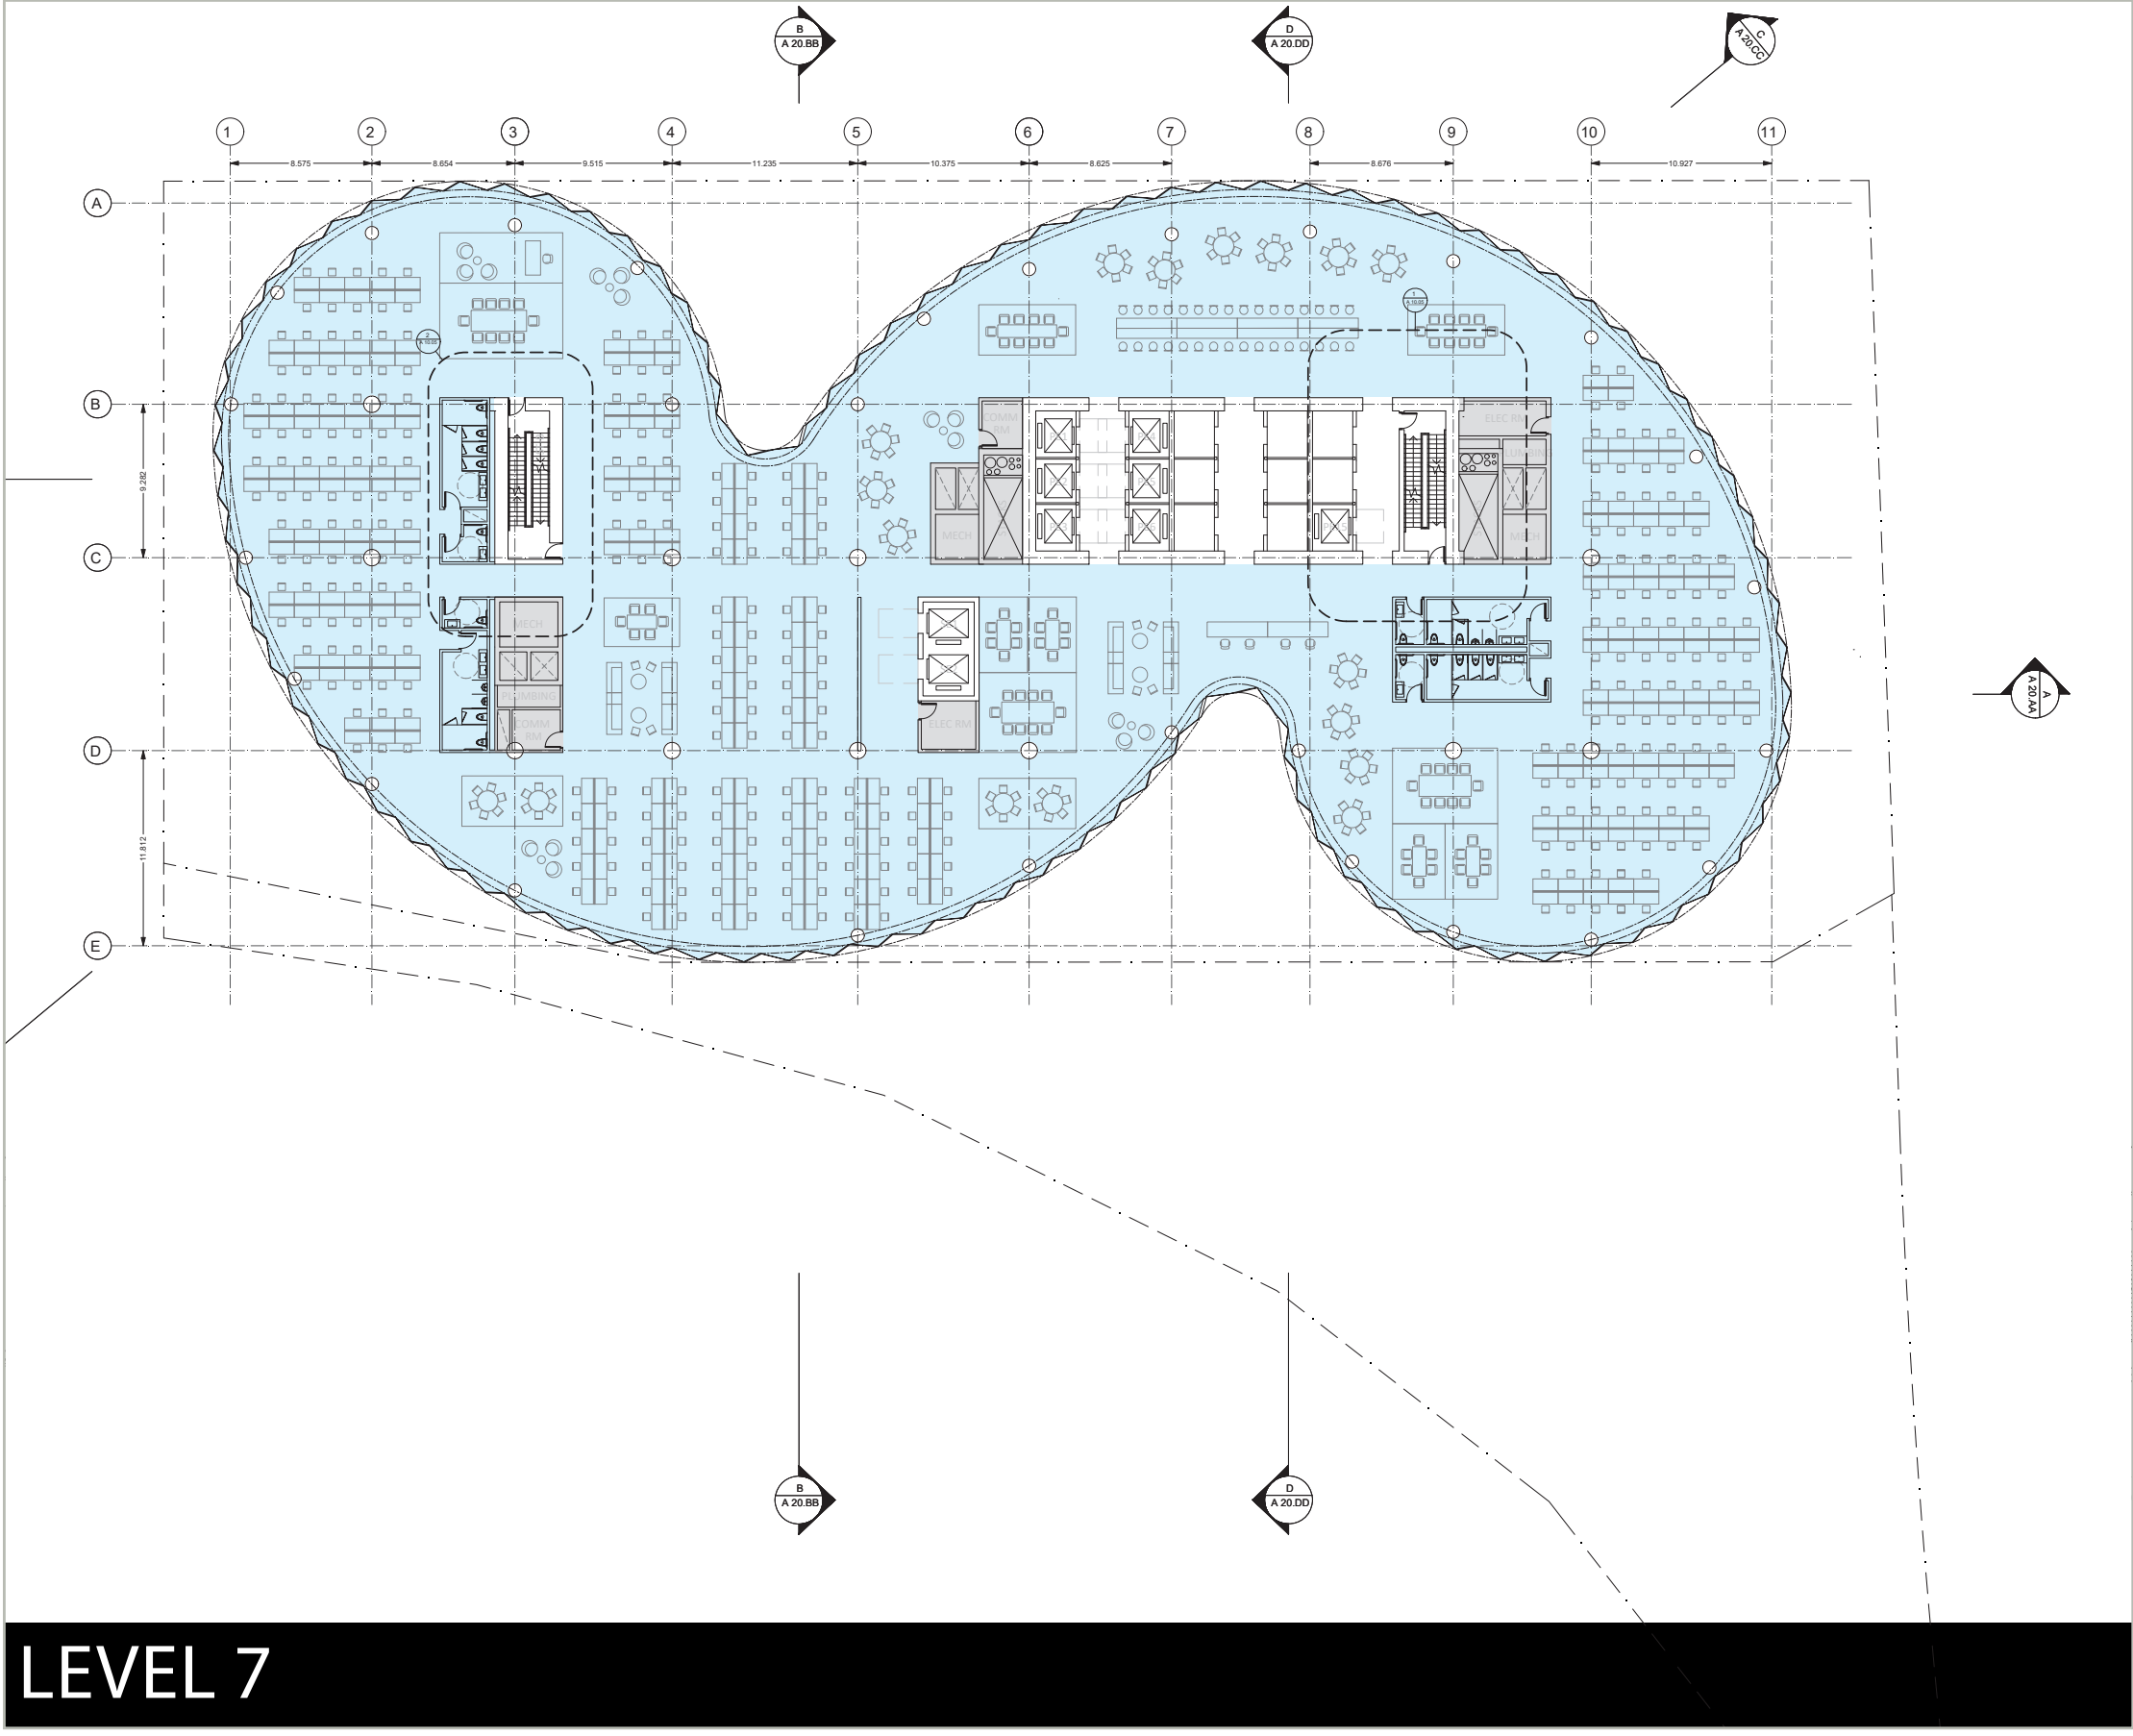 B
A 20.BB
D
A 20.DD
C
A 20.CC
1 2 3 4 5 6 7 8 9 10 11
8.575 8.654 9.515 11.235 10.375 8.625 8.676 10.927
A
B
C
D
E
9.282
11.812
2
1
COMM RM
MECH
ELEC RM
PLUMBING
MECH
MECH
PLUMBING
COMM RM
ELEC RM
A
A 20.AA
B
A 20.BB
D
A 20.DD
LEVEL 7